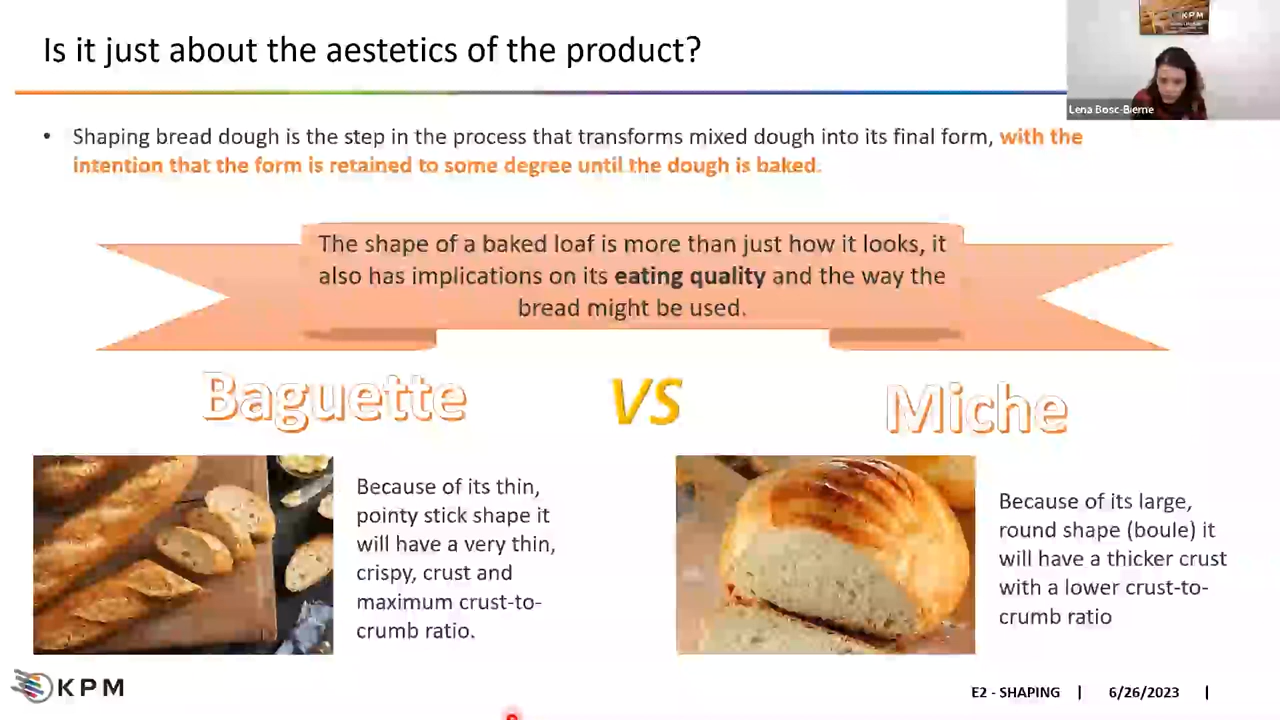 Is it just about the aestetics of the product?
KPM
Lena Bosc-Bierne
• Shaping bread dough is the step in the process that transforms mixed dough into its final form, with the
intention that the form is retained to some degree until the dough is baked.
The shape of a baked loaf is more than just how it looks, it
also has implications on its eating quality and the way the
bread might be used.
Baguette
VS
Miche
Because of its thin,
pointy stick shape it
will have a very thin,
crispy, crust and
maximum crust-to-
crumb ratio.
Because of its large,
round shape (boule) it
will have a thicker crust
with a lower crust-to-
crumb ratio
KPM
E2 - SHAPING | 6/26/2023 |